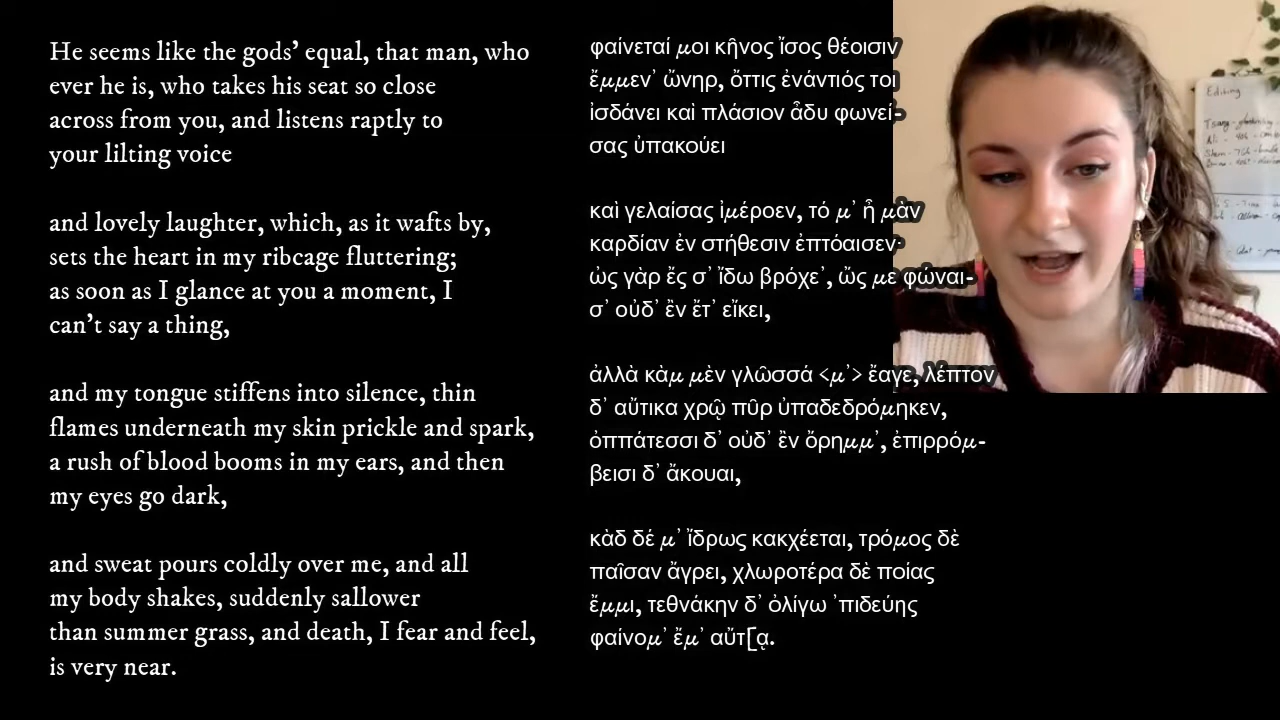 He seems like the gods’ equal, that man, who
ever he is, who takes his seat so close
across from you, and listens raptly to
your lilting voice
and lovely laughter, which, as it wafts by,
sets the heart in my ribcage fluttering;
as soon as I glance at you a moment, I
can’t say a thing,
and my tongue stiffens into silence, thin
flames underneath my skin prickle and spark,
a rush of blood booms in my ears, and then
my eyes go dark,
and sweat pours coldly over me, and all
my body shakes, suddenly sallower
than summer grass, and death, I fear and feel,
is very near.
φαίνεταί μοι κῆνος ἴσος θέοισιν
ἔμμεν᾽ ὤνηρ, ὄττις ἐνάντιός τοι
ἰσδάνει καὶ πλάσιον ἆδυ φωνεί-
σας ὐπακούει
καὶ γελαίσας ἰμέροεν, τό μ᾽ ἦ μὰν
καρδίαν ἐν στήθεσιν ἐπτόαισεν·
ὠς γὰρ ἔς σ᾽ ἴδω βρόχε᾽, ὤς με φώναι-
σ᾽ οὐδ᾽ ἒν ἔτ᾽ εἴκει,
ἀλλὰ κὰμ μὲν γλῶσσά <μ᾽> ἔαγε, λέπτον
δ᾽ αὔτικα χρῷ πῦρ ὐπαδεδρόμηκεν,
ὀππάτεσσι δ᾽ οὐδ᾽ ἒν ὄρημμ᾽, ἐπιρρόμ-
βεισι δ᾽ ἄκουαι,
κὰδ δέ μ᾽ ἴδρως κακχέεται, τρόμος δὲ
παῖσαν ἄγρει, χλωροτέρα δὲ ποίας
ἔμμι, τεθνάκην δ᾽ ὀλίγω ᾽πιδεύης
φαίνομ᾽ ἔμ᾽ αὔτ[ᾳ.
Editing